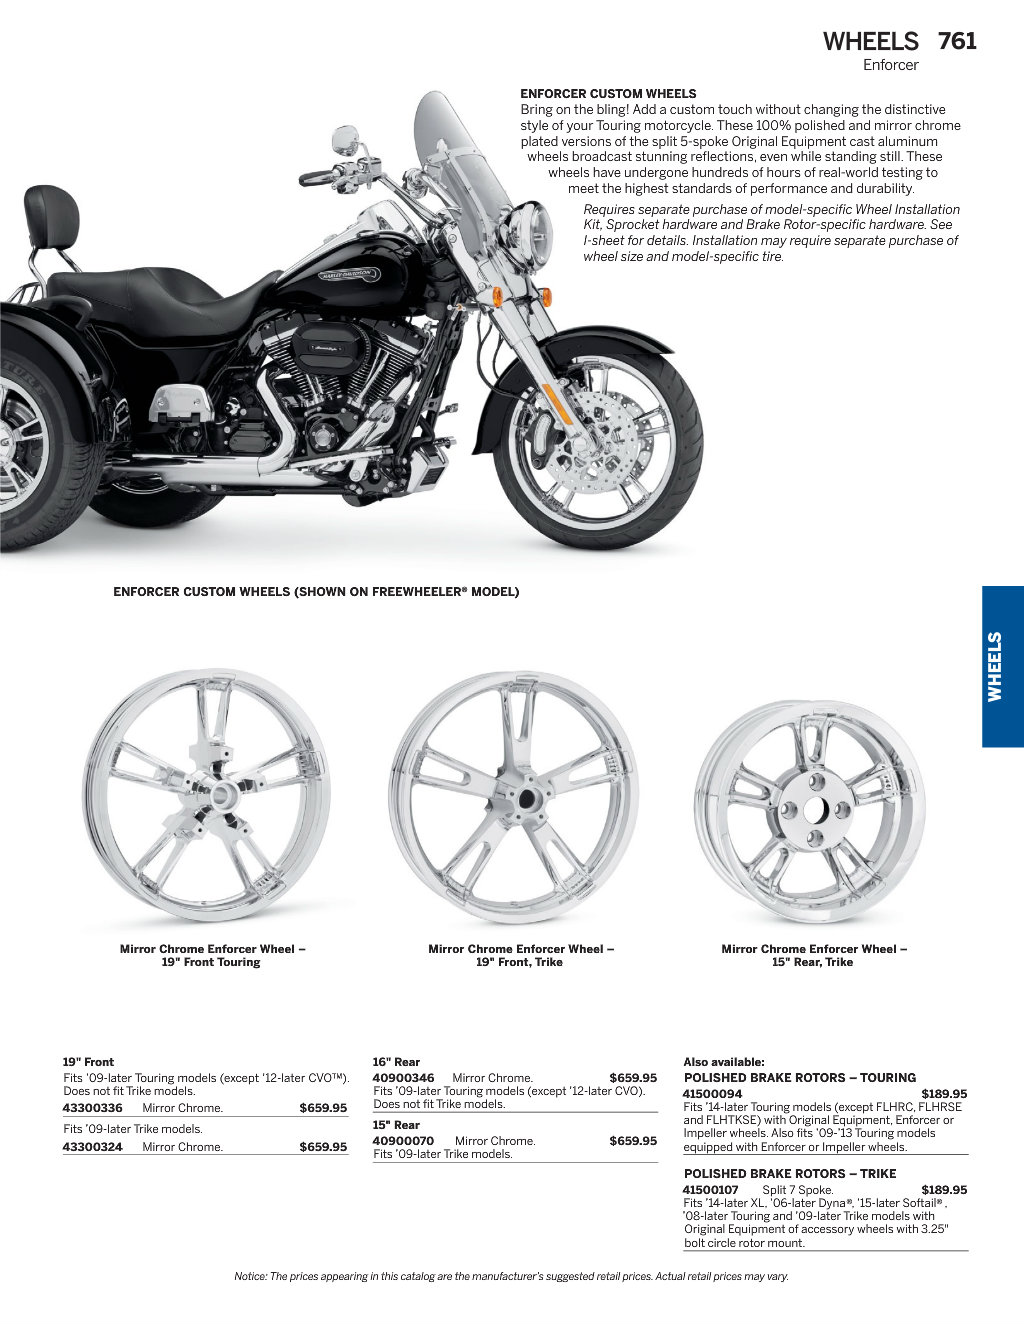 WHEELS 761
Enforcer
ENFORCER CUSTOM WHEELS
Bring on the bling! Add a custom touch without changing the distinctive
style of your Touring motorcycle. These 100% polished and mirror chrome
plated versions of the split 5-spoke Original Equipment cast aluminum
wheels broadcast stunning reflections, even while standing still. These
wheels have undergone hundreds of hours of real-world testing to
meet the highest standards of performance and durability.
Requires separate purchase of model-specific Wheel Installation
Kit, Sprocket hardware and Brake Rotor-specific hardware. See
I-sheet for details. Installation may require separate purchase of
wheel size and model-specific tire.
HARLEY-DAVIDSON
ENFORCER CUSTOM WHEELS (SHOWN ON FREEWHEELER® MODEL)
WHEELS
Mirror Chrome Enforcer Wheel –
19" Front Touring
Mirror Chrome Enforcer Wheel –
19" Front, Trike
Mirror Chrome Enforcer Wheel –
15" Rear, Trike
19" Front
Fits '09-later Touring models (except '12-later CVO™).
Does not fit Trike models.
43300336 Mirror Chrome. $659.95
Fits '09-later Trike models.
43300324 Mirror Chrome. $659.95
16" Rear
40900346 Mirror Chrome. $659.95
Fits '09-later Touring models (except '12-later CVO).
Does not fit Trike models.
15" Rear
40900070 Mirror Chrome. $659.95
Fits '09-later Trike models.
Also available:
POLISHED BRAKE ROTORS – TOURING
41500094 $189.95
Fits '14-later Touring models (except FLHRC, FLHRSE
and FLHTKSE) with Original Equipment, Enforcer or
Impeller wheels. Also fits '09-'13 Touring models
equipped with Enforcer or Impeller wheels.
POLISHED BRAKE ROTORS – TRIKE
41500107 Split 7 Spoke. $189.95
Fits '14-later XL, '06-later Dyna®, '15-later Softail® ,
'08-later Touring and '09-later Trike models with
Original Equipment of accessory wheels with 3.25"
bolt circle rotor mount.
Notice: The prices appearing in this catalog are the manufacturer's suggested retail prices. Actual retail prices may vary.